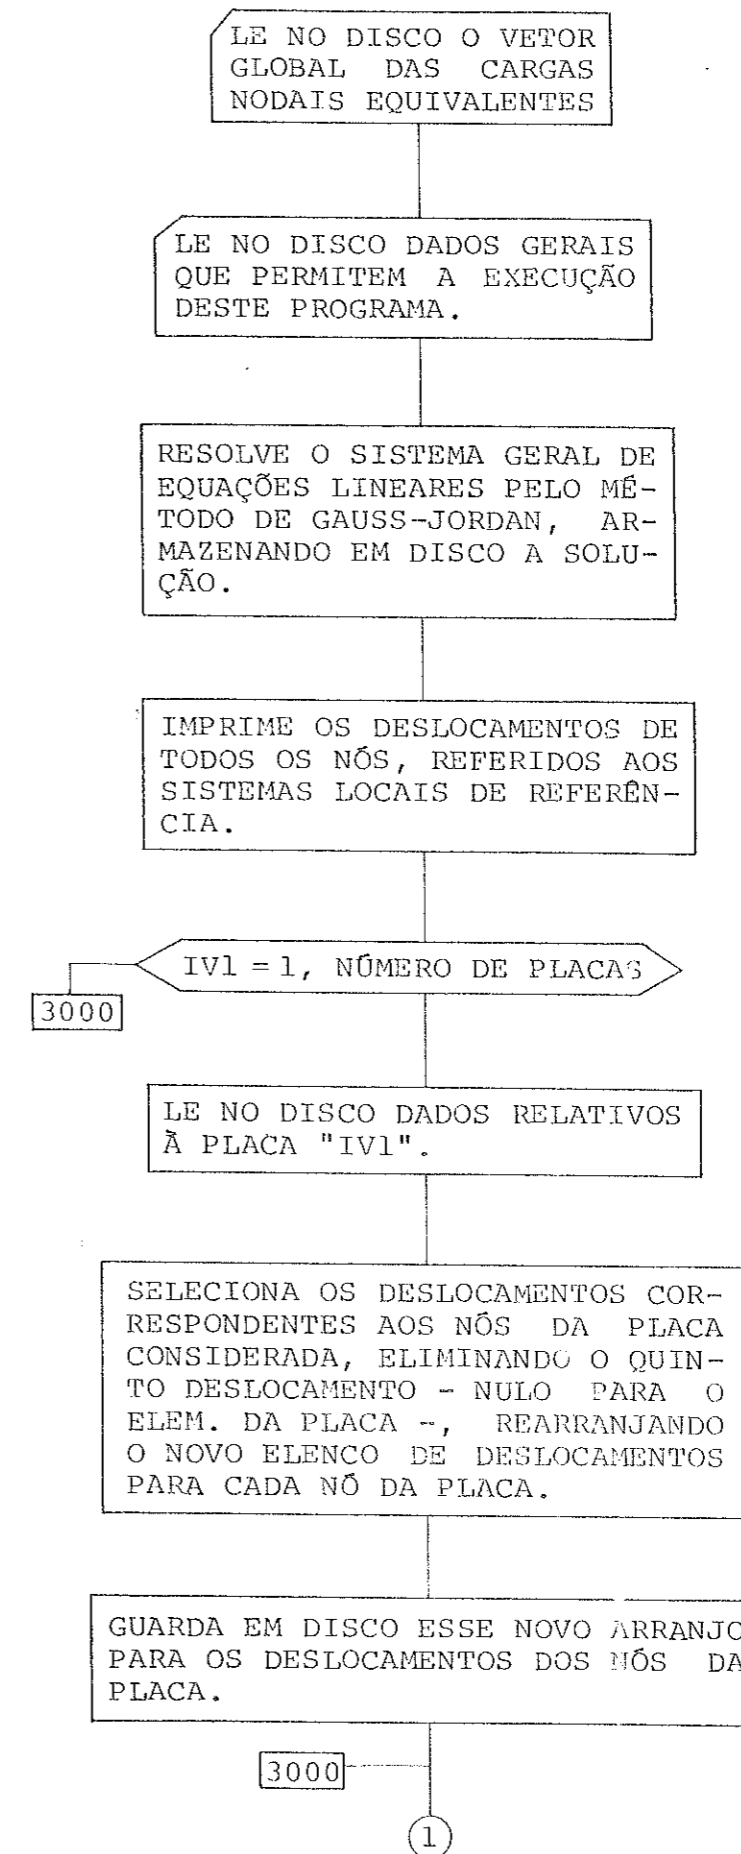 LE NO DISCO O VETOR
GLOBAL DAS CARGAS
NODAIS EQUIVALENTES
LE NO DISCO DADOS GERAIS
QUE PERMITEM A EXECUÇÃO
DESTE PROGRAMA.
RESOLVE O SISTEMA GERAL DE
EQUAÇÕES LINEARES PELO MÉ-
TODO DE GAUSS-JORDAN, AR-
MAZENANDO EM DISCO A SOLU-
ÇÃO.
IMPRIME OS DESLOCAMENTOS DE
TODOS OS NÓS, REFERIDOS AOS
SISTEMAS LOCAIS DE REFERÊN-
CIA.
IV1 = 1, NÚMERO DE PLACAS
3000
LE NO DISCO DADOS RELATIVOS
À PLACA "IV1".
SELECIONA OS DESLOCAMENTOS COR-
RESPONDENTES AOS NÓS DA PLACA
CONSIDERADA, ELIMINANDO O QUIN-
TO DESLOCAMENTO - NULO PARA O
ELEM. DA PLACA -, REARRANJANDO
O NOVO ELENCO DE DESLOCAMENTOS
PARA CADA NÓ DA PLACA.
GUARDA EM DISCO ESSE NOVO ARRANJO
PARA OS DESLOCAMENTOS DOS NÓS DA
PLACA.
3000
1